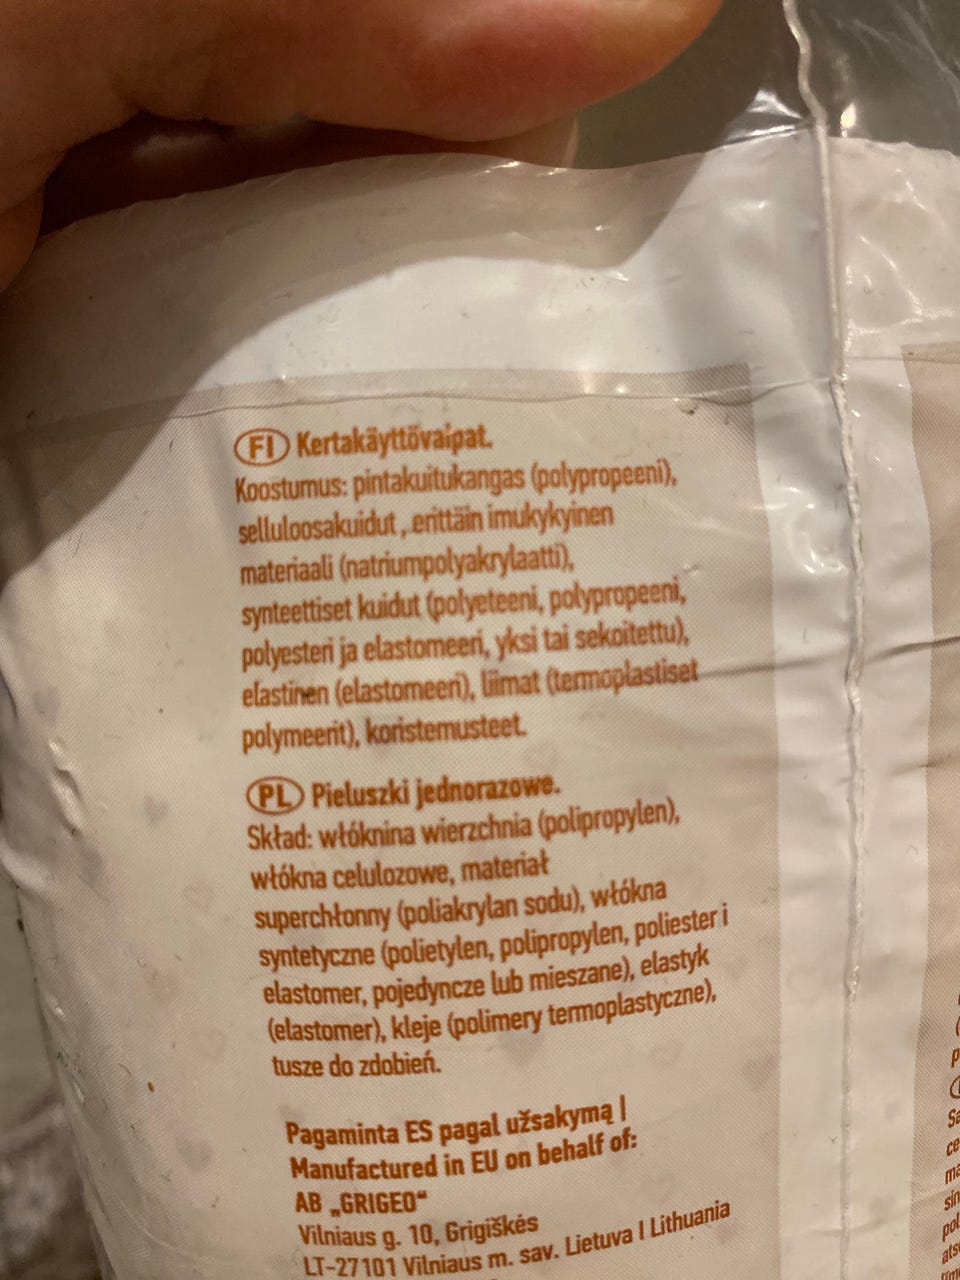 FI Kertakäyttövaipat.
Koostumus: pintakuitukangas (polypropeeni),
selluloosakuidut , erittäin imukykyinen
materiaali (natriumpolyakrylaatti),
synteettiset kuidut (polyeteeni, polypropeeni,
polyesteri ja elastomeeri, yksi tai sekoitettu),
elastinen (elastomeeri), liimat (termoplastiset
polymeerit), koristemusteet.
PL Pieluszki jednorazowe.
Skład: włóknina wierzchnia (polipropylen),
włókna celulozowe, materiał
superchłonny (poliakrylan sodu), włókna
syntetyczne (polietylen, polipropylen, poliester i
elastomer, pojedyncze lub mieszane), elastyk
(elastomer), kleje (polimery termoplastyczne),
tusze do zdobień.
Pagaminta ES pagal užsakymą |
Manufactured in EU on behalf of:
AB „GRIGEO“
Vilniaus g. 10, Grigiškės
LT-27101 Vilniaus m. sav. Lietuva | Lithuania